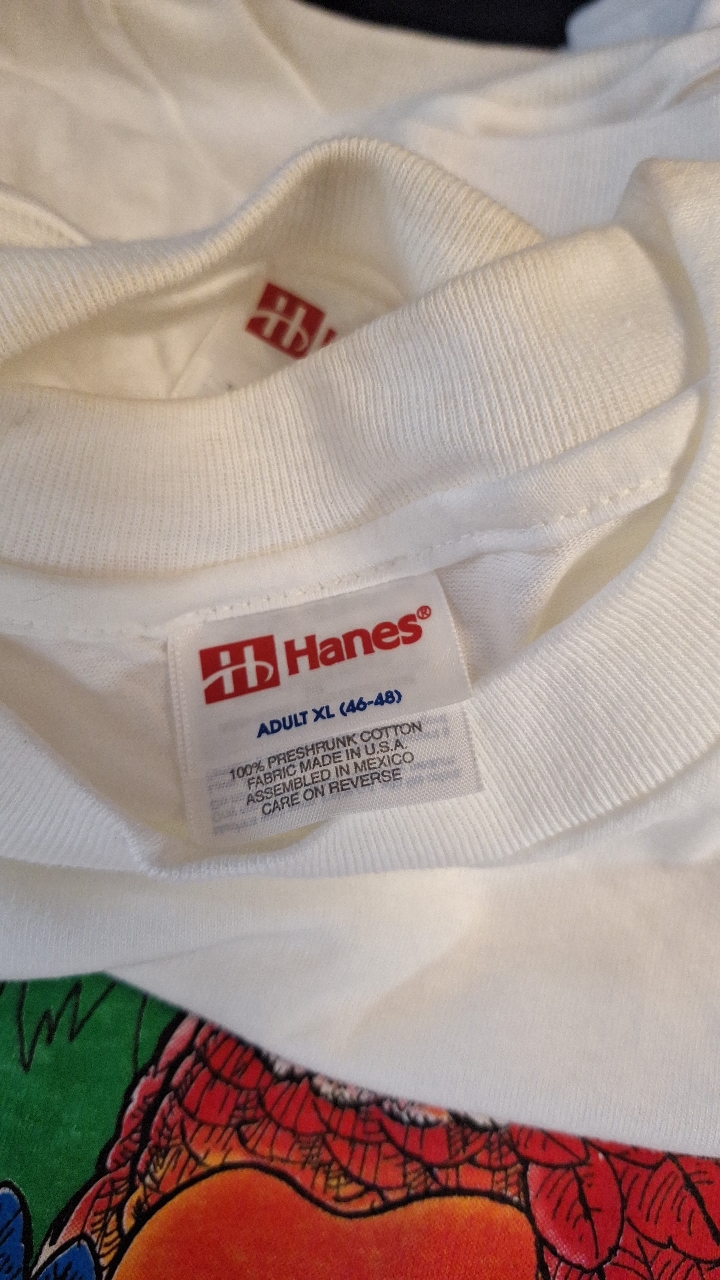 Hanes®
ADULT XL (46-48)
100% PRESHRUNK COTTON
FABRIC MADE IN U.S.A.
ASSEMBLED IN MEXICO
CARE ON REVERSE